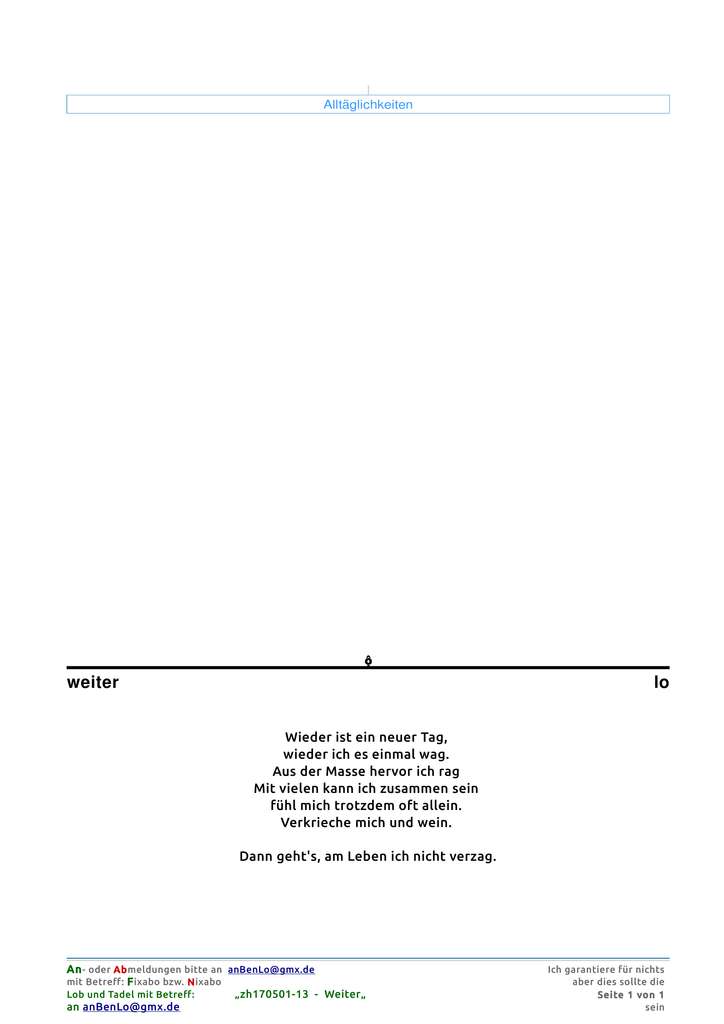 Alltäglichkeiten
weiter lo
Wieder ist ein neuer Tag,
wieder ich es einmal wag.
Aus der Masse hervor ich rag
Mit vielen kann ich zusammen sein
fühl mich trotzdem oft allein.
Verkrieche mich und wein.
Dann geht's, am Leben ich nicht verzag.
An- oder Abmeldungen bitte an anBenLo@gmx.de Ich garantiere für nichts
mit Betreff: Fixabo bzw. Nixabo aber dies sollte die
Lob und Tadel mit Betreff: „zh170501-13 - Weiter„ Seite 1 von 1
an anBenLo@gmx.de sein